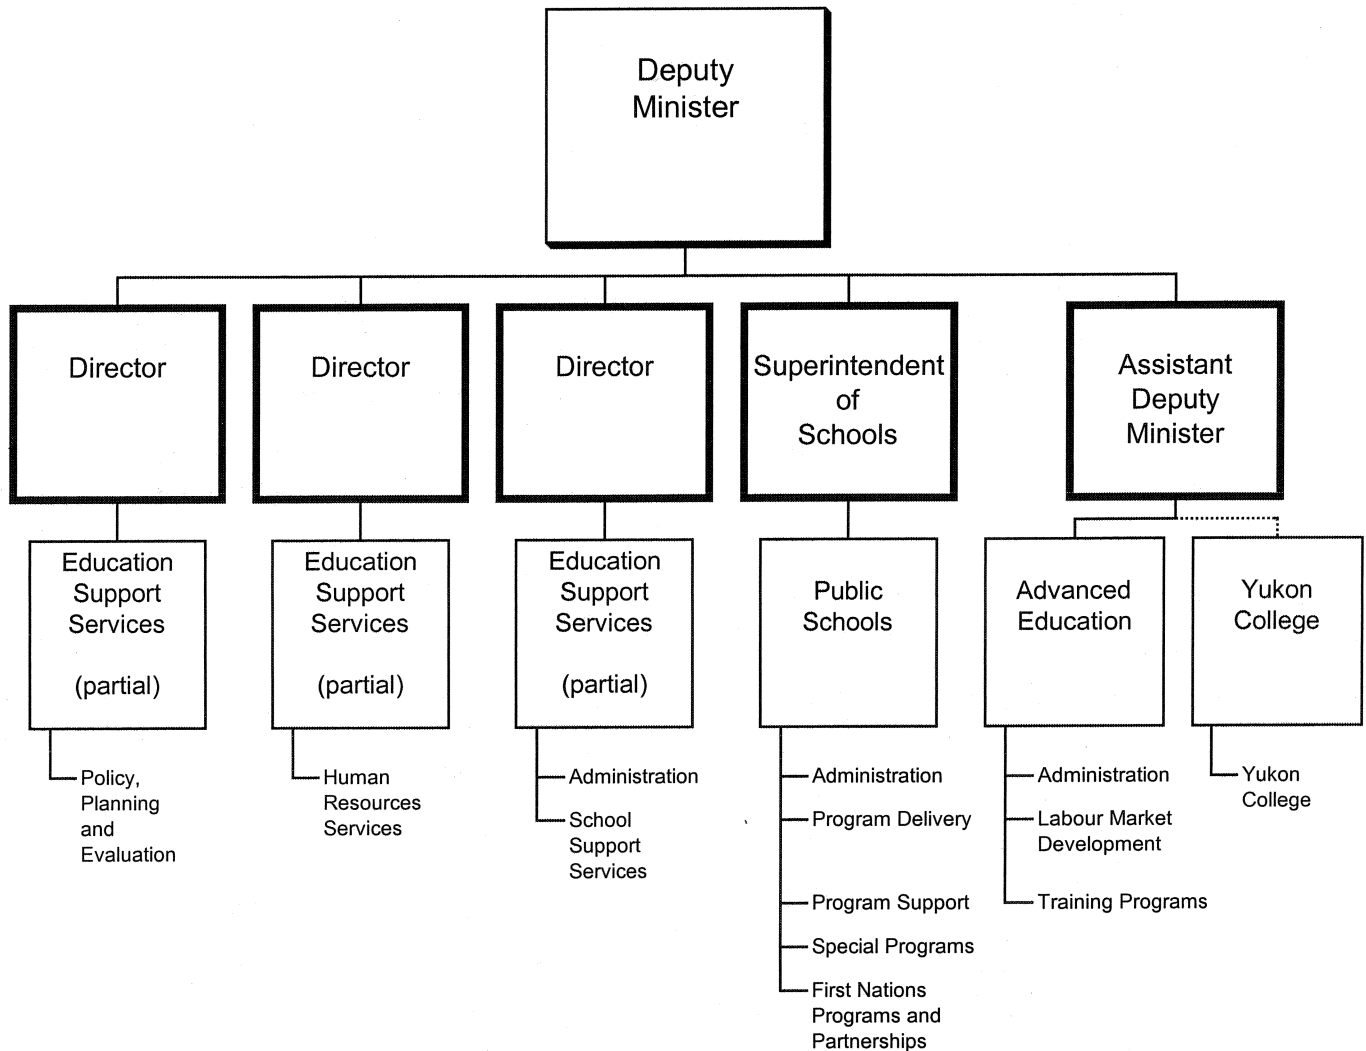 Deputy
Minister
Director
Director
Director
Superintendent
of
Schools
Assistant
Deputy
Minister
Education
Support
Services
(partial)
Education
Support
Services
(partial)
Education
Support
Services
(partial)
Public
Schools
Advanced
Education
Yukon
College
Policy,
Planning
and
Evaluation
Human
Resources
Services
Administration
School
Support
Services
Administration
Program Delivery
Program Support
Special Programs
First Nations
Programs and
Partnerships
Administration
Labour Market
Development
Training Programs
Yukon
College